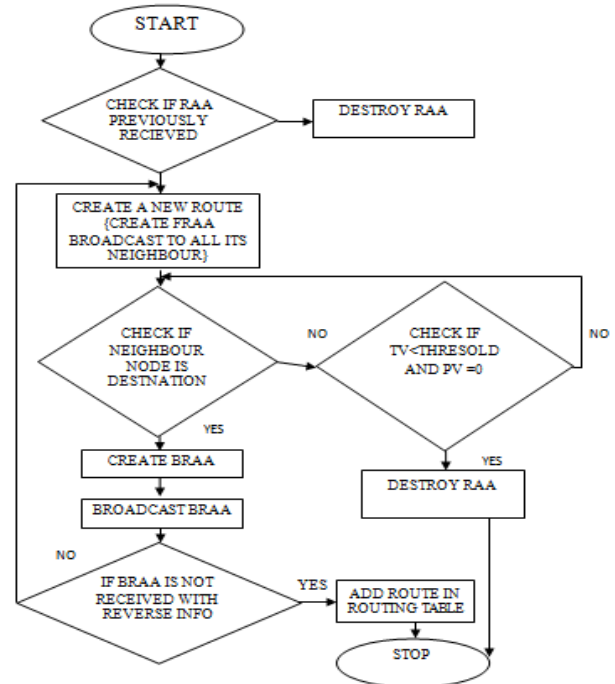 START
CHECK IF RAA
PREVIOUSLY
RECIEVED
DESTROY RAA
CREATE A NEW ROUTE
{CREATE FRAA
BROADCAST TO ALL ITS
NEIGHBOUR}
CHECK IF
NEIGHBOUR
NODE IS
DESTNATION
NO
CHECK IF
TV<THRESOLD
AND PV =0
NO
YES
CREATE BRAA
YES
DESTROY RAA
BROADCAST BRAA
NO
IF BRAA IS NOT
RECEIVED WITH
REVERSE INFO
YES
ADD ROUTE IN
ROUTING TABLE
STOP